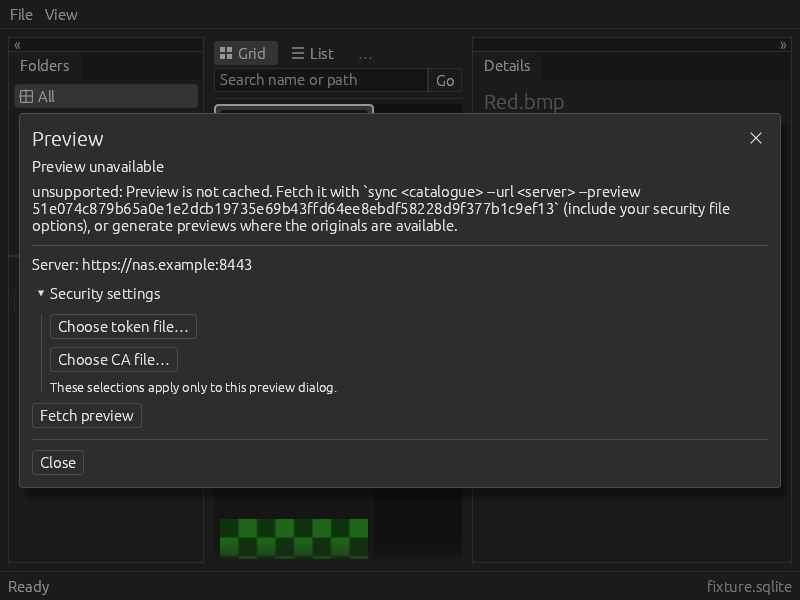 File View
«
»
Folders
Grid
List
...
Details
Search name or path
Go
All
Red.bmp
Preview
Preview unavailable
unsupported: Preview is not cached. Fetch it with `sync <catalogue> --url <server> --preview
51e074c879b65a0e1e2dcb19735e69b43ffd64ee8ebdf58228d9f377b1c9ef13` (include your security file
options), or generate previews where the originals are available.
Server: https://nas.example:8443
Security settings
Choose token file…
Choose CA file…
These selections apply only to this preview dialog.
Fetch preview
Close
Ready
fixture.sqlite